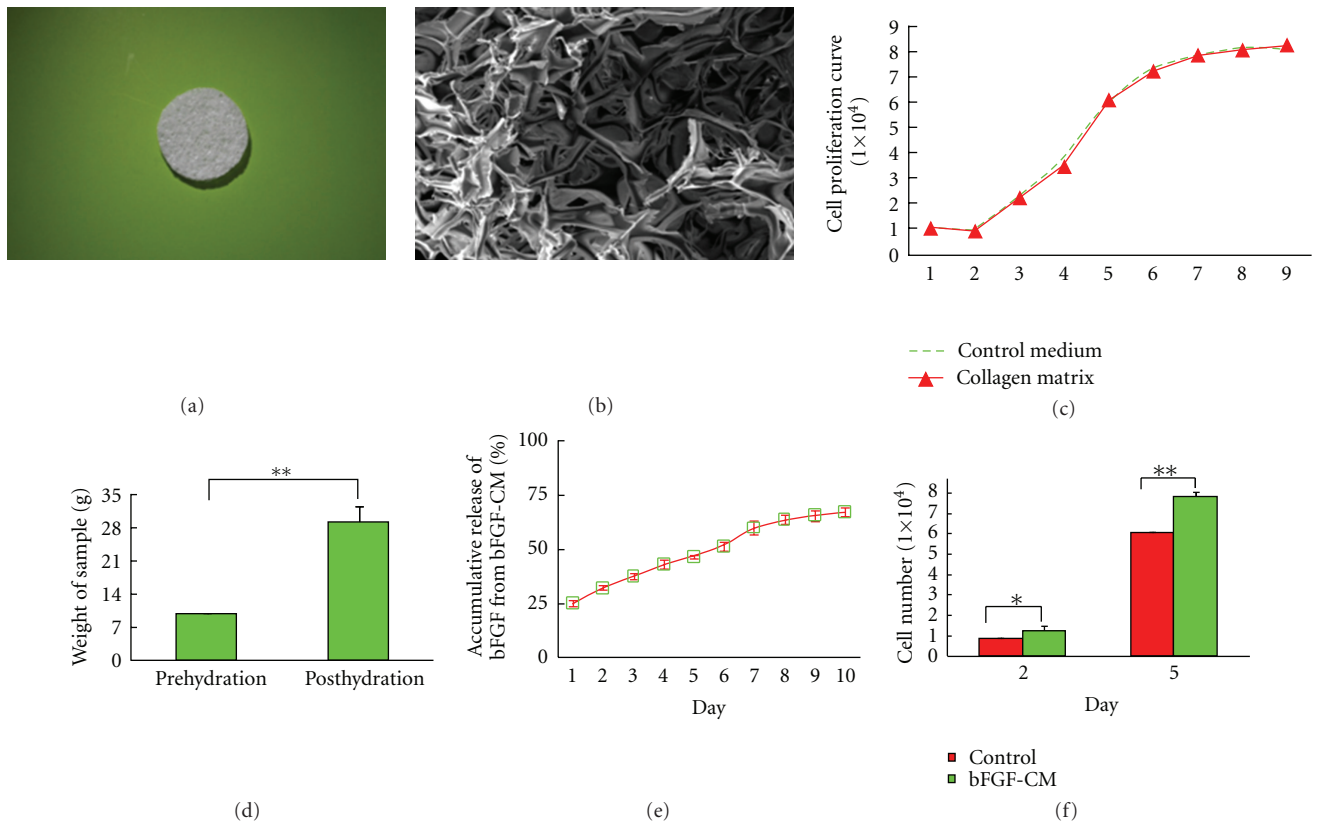 9
8
7
6
5
4
3
2
1
0
Cell proliferation curve
(1×10⁴)
1 2 3 4 5 6 7 8 9
Control medium
Collagen matrix
(a)
(b)
(c)
35
28
21
14
7
0
Weight of sample (g)
**
Prehydration Posthydration
(d)
100
75
50
25
0
Accumulative release of
bFGF from bFGF-CM (%)
1 2 3 4 5 6 7 8 9 10
Day
(e)
8
7
6
5
4
3
2
1
0
Cell number (1×10⁴)
*
**
2 5
Day
Control
bFGF-CM
(f)